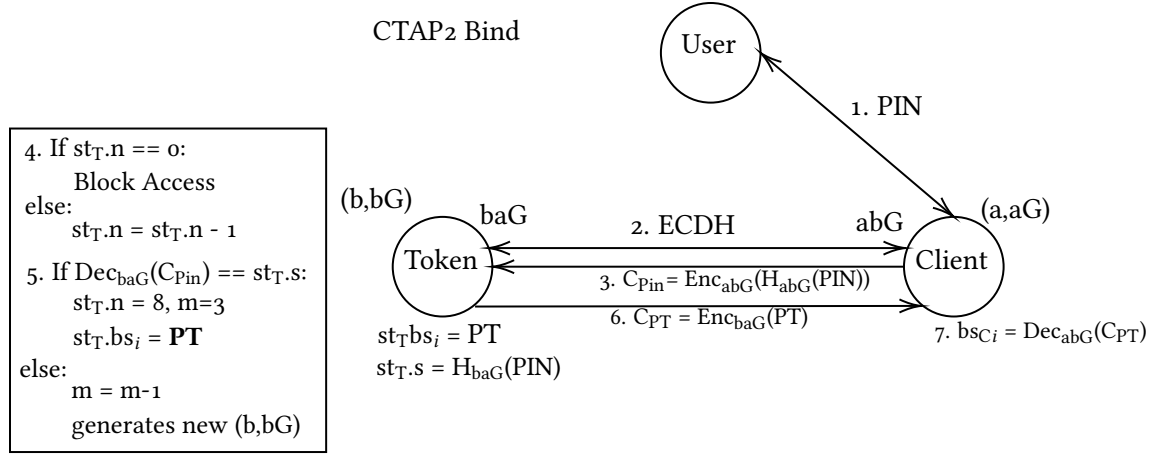 CTAP2 Bind
User
1. PIN
4. If st_T.n == 0:
Block Access
else:
st_T.n = st_T.n - 1
5. If Dec_baG(C_Pin) == st_T.s:
st_T.n = 8, m=3
st_T.bs_i = PT
else:
m = m-1
generates new (b,bG)
(b,bG)
baG
2. ECDH
abG
(a,aG)
Token
Client
3. C_Pin= Enc_abG(H_abG(PIN))
6. C_PT = Enc_baG(PT)
st_Tbs_i = PT
st_T.s = H_baG(PIN)
7. bs_Ci = Dec_abG(C_PT)